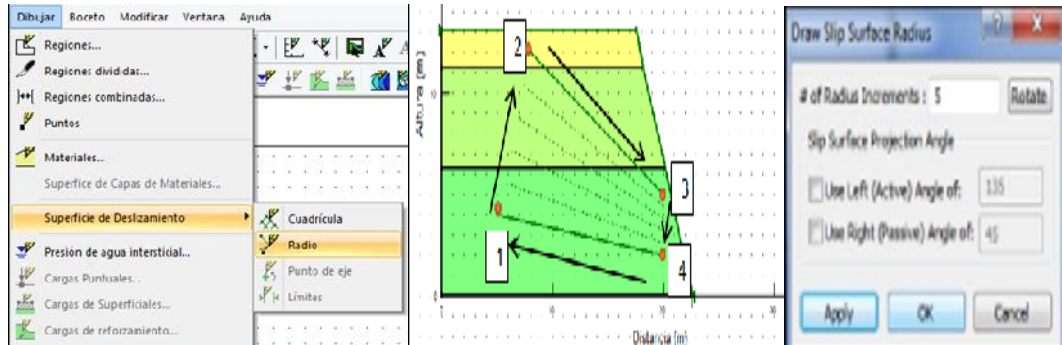 Dibujar Boceto Modificar Ventana Ayuda
Regiones...
Regiones divididas...
Regiones combinadas...
Puntos
Materiales...
Superfice de Capas de Materiales...
Superficie de Deslizamiento
Presión de agua intersticial...
Cargas Puntuales...
Cargas de Superficiales...
Cargas de reforzamiento...
Cuadrícula
Radio
Punto de eje
Límites
Altura (m)
2
3
1
4
Distancia (m)
Draw Slip Surface Radius
# of Radius Increments : 5 Rotate
Slip Surface Projection Angle
Use Left (Active) Angle of: 135
Use Right (Passive) Angle of: 45
Apply OK Cancel